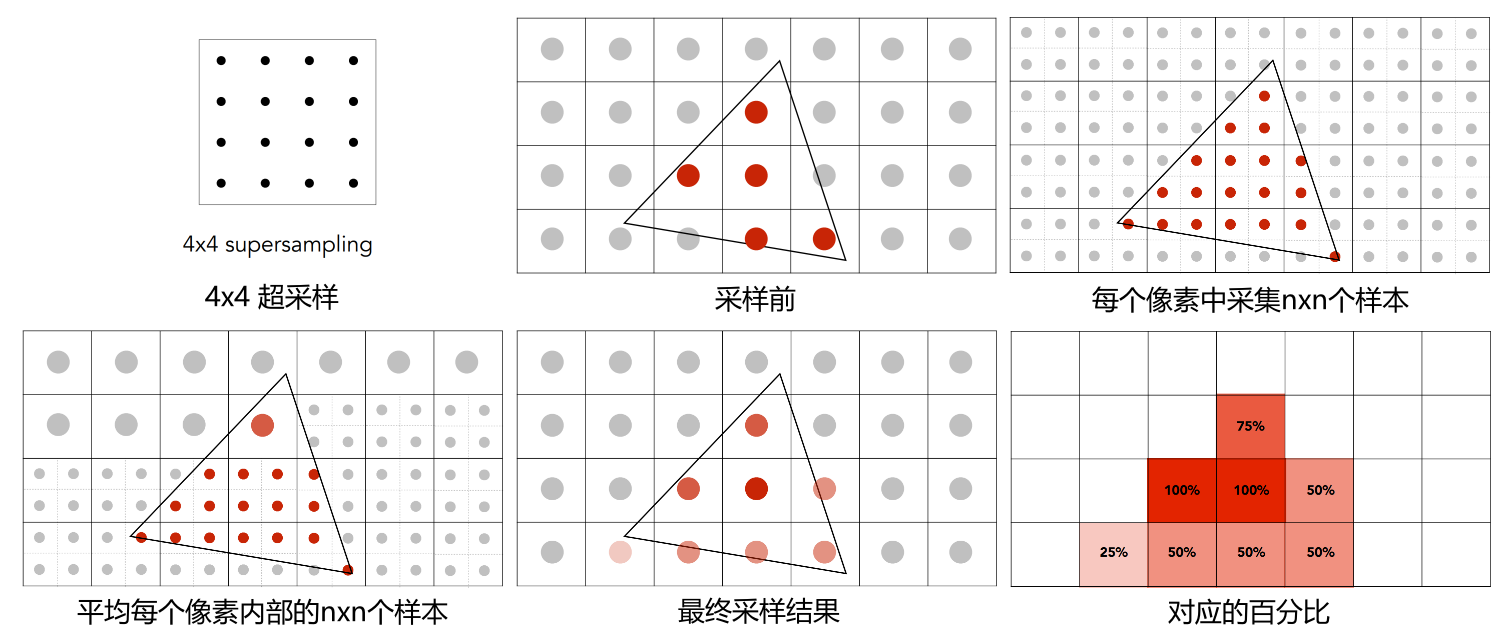 4x4 supersampling
4x4 超采样
采样前
每个像素中采集nxn个样本
平均每个像素内部的nxn个样本
最终采样结果
75%
100%
100%
50%
25%
50%
50%
50%
对应的百分比